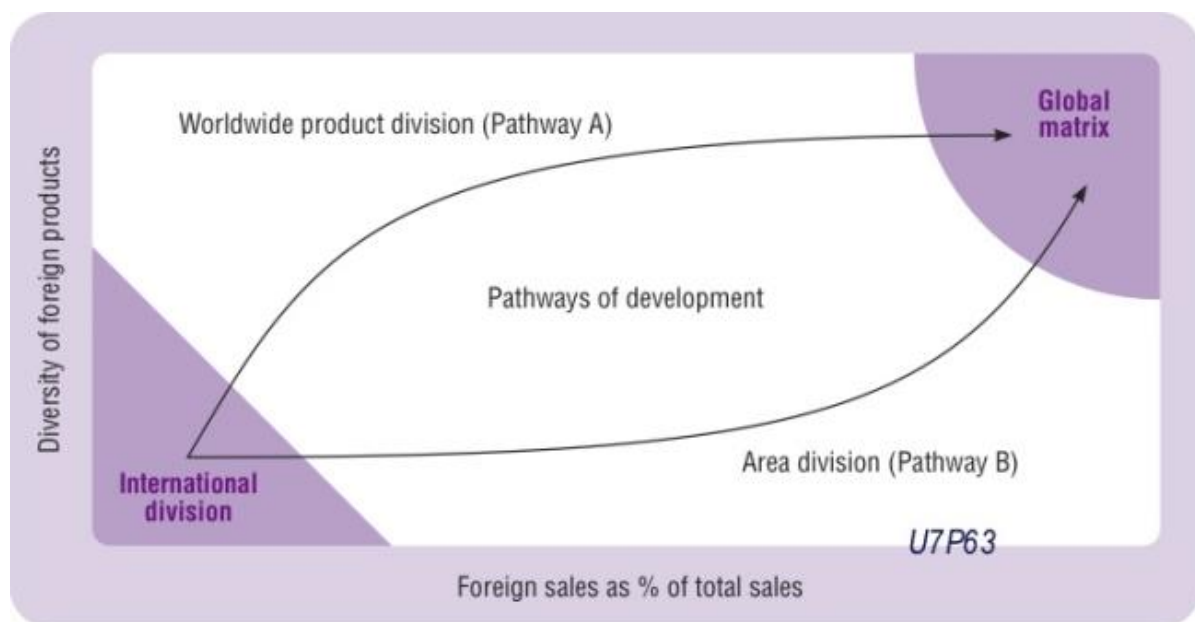 Global
matrix
Worldwide product division (Pathway A)
Diversity of foreign products
Pathways of development
Area division (Pathway B)
International
division
U7P63
Foreign sales as % of total sales